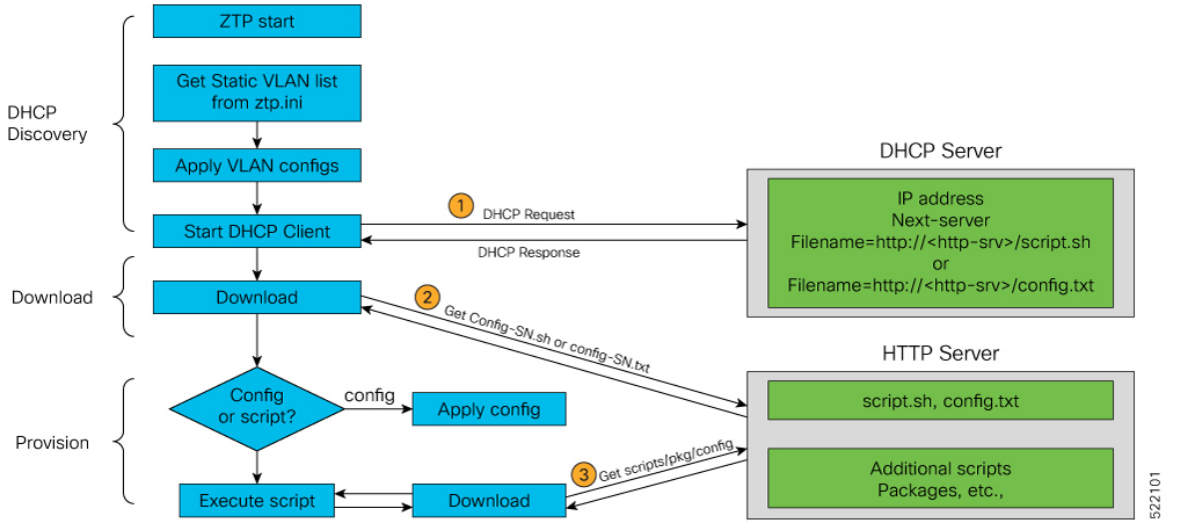 ZTP start
Get Static VLAN list
from ztp.ini
DHCP
Discovery
Apply VLAN configs
Start DHCP Client
1
DHCP Request
DHCP Response
DHCP Server
IP address
Next-server
Filename=http://<http-srv>/script.sh
or
Filename=http://<http-srv>/config.txt
Download
Download
2
Get Config-SN.sh or config-SN.txt
HTTP Server
script.sh, config.txt
Provision
Config
or script?
config
Apply config
Execute script
Download
3
Get scripts/pkg/config
Additional scripts
Packages, etc.,
522101